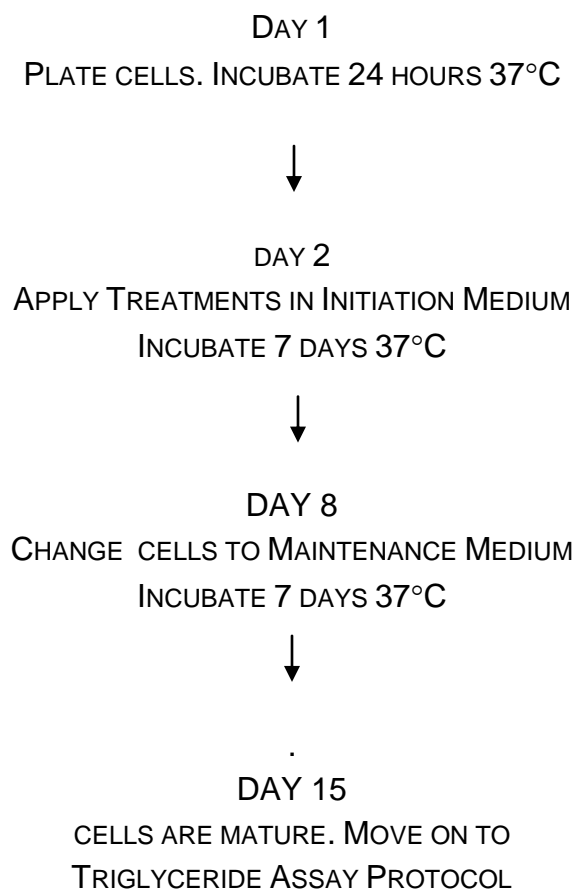 DAY 1
PLATE CELLS. INCUBATE 24 HOURS 37°C
DAY 2
APPLY TREATMENTS IN INITIATION MEDIUM
INCUBATE 7 DAYS 37°C
DAY 8
CHANGE CELLS TO MAINTENANCE MEDIUM
INCUBATE 7 DAYS 37°C
.
DAY 15
CELLS ARE MATURE. MOVE ON TO
TRIGLYCERIDE ASSAY PROTOCOL